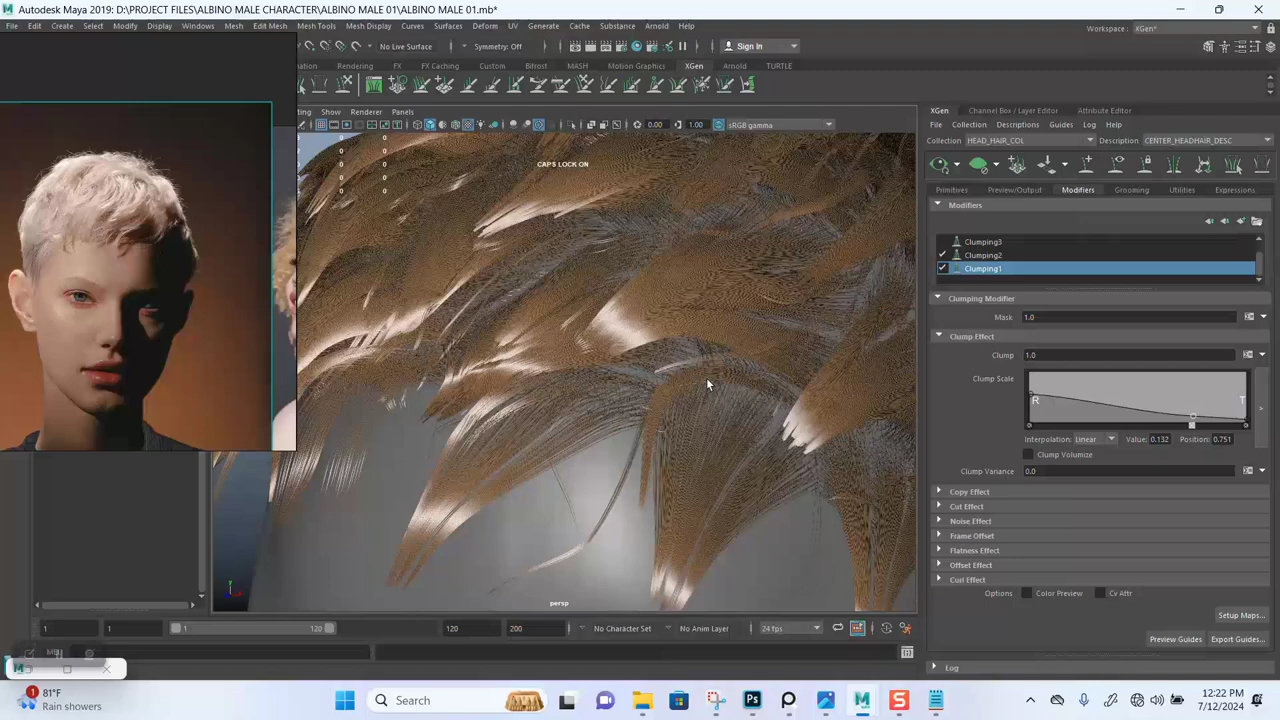 Autodesk Maya 2019: D:\PROJECT FILES\ALBINO MALE CHARACTER\ALBINO MALE 01\ALBINO MALE 01.mb*
File Edit Create Select Modify Display Windows Mesh Edit Mesh Mesh Tools Mesh Display Curves Surfaces Deform UV Generate Cache Substance Arnold Help
Workspace : XGen*
No Live Surface Symmetry: Off Sign In
Rendering FX FX Caching Custom Bifrost MASH Motion Graphics XGen Arnold TURTLE
Show Renderer Panels
0.00 1.00 sRGB gamma
0 0
0 0
0 0
0 0
CAPS LOCK ON
persp
XGen Channel Box / Layer Editor Attribute Editor
File Collection Descriptions Guides Log Help
Collection HEAD_HAIR_COL Description CENTER_HEADHAIR_DESC
Primitives Preview/Output Modifiers Grooming Utilities Expressions
Modifiers
Clumping3
Clumping2
Clumping1
Clumping Modifier
Mask 1.0
Clump Effect
Clump 1.0
Clump Scale
R T
Interpolation: Linear Value: 0.132 Position: 0.751
Clump Volumize
Clump Variance 0.0
Copy Effect
Cut Effect
Noise Effect
Frame Offset
Flatness Effect
Offset Effect
Curl Effect
Options Color Preview Cv Attr
Setup Maps...
Preview Guides Export Guides...
Log
1 1 1 120 120 200 No Character Set No Anim Layer 24 fps
81°F
Rain showers
1
Search
12:22 PM
7/12/2024